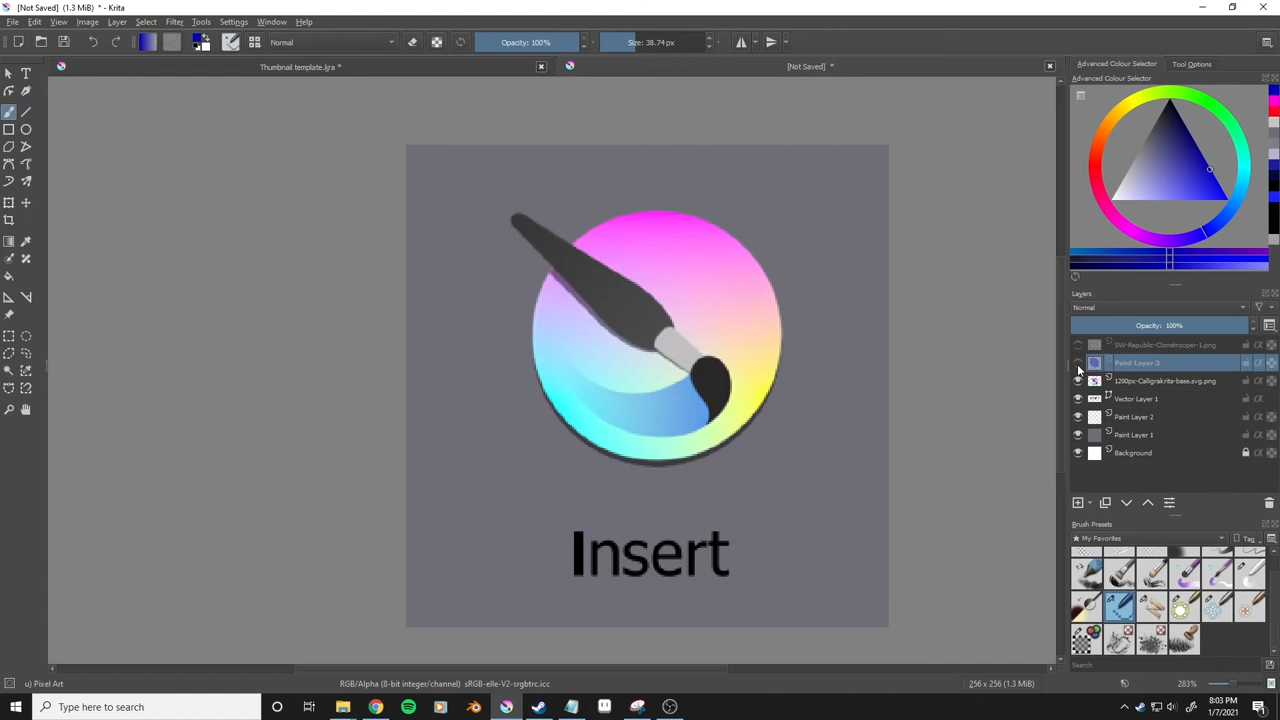 [Not Saved] (1.3 MiB) * - Krita
File Edit View Image Layer Select Filter Tools Settings Window Help
Normal
Opacity: 100%
Size: 38.74 px
Thumbnail template.kra *
[Not Saved] *
Advanced Colour Selector
Tool Options
Advanced Colour Selector
Layers
Normal
Opacity: 100%
SW-Republic-Clonetrooper-1.png
Paint Layer 3
1200px-Calligrakrita-base.svg.png
Vector Layer 1
Paint Layer 2
Paint Layer 1
Background
Insert
Brush Presets
★ My Favorites
Tag
Search
u) Pixel Art
RGB/Alpha (8-bit integer/channel) sRGB-elle-V2-srgbtrc.icc
256 x 256 (1.3 MiB)
283%
Type here to search
8:03 PM
1/7/2021